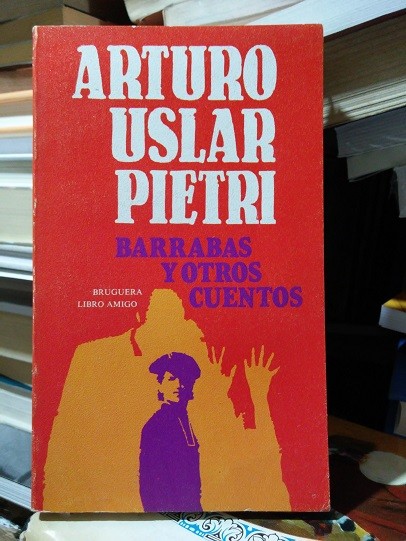 ARTURO
USLAR
PIETRI
BARRABAS
Y OTROS
CUENTOS
BRUGUERA
LIBRO AMIGO